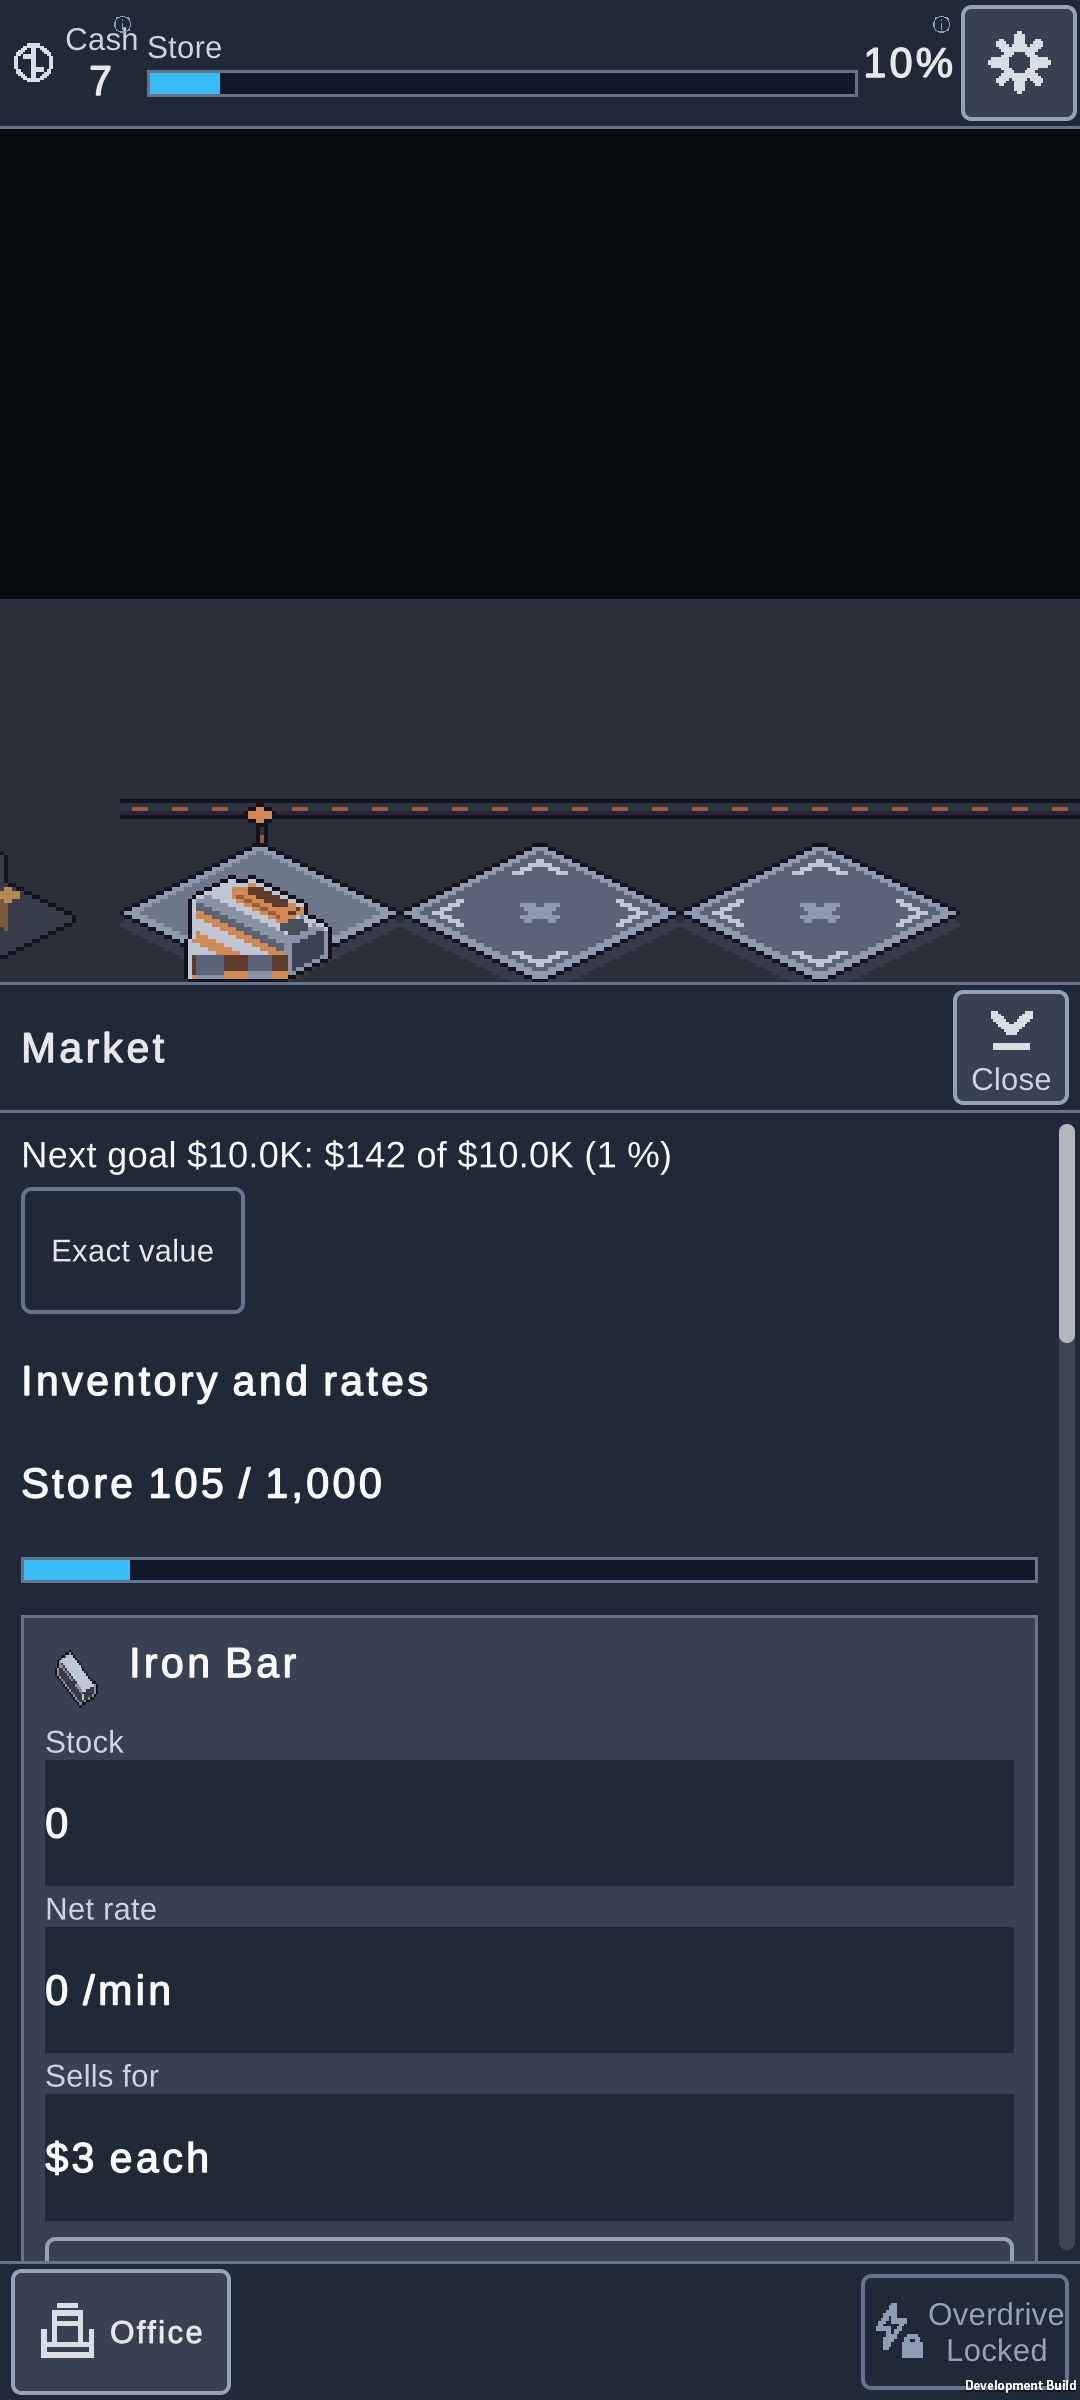 Cash
7
Store
10%
Market
Close
Next goal $10.0K: $142 of $10.0K (1 %)
Exact value
Inventory and rates
Store 105 / 1,000
Iron Bar
Stock
0
Net rate
0 /min
Sells for
$3 each
Office
Overdrive
Locked
Development Build